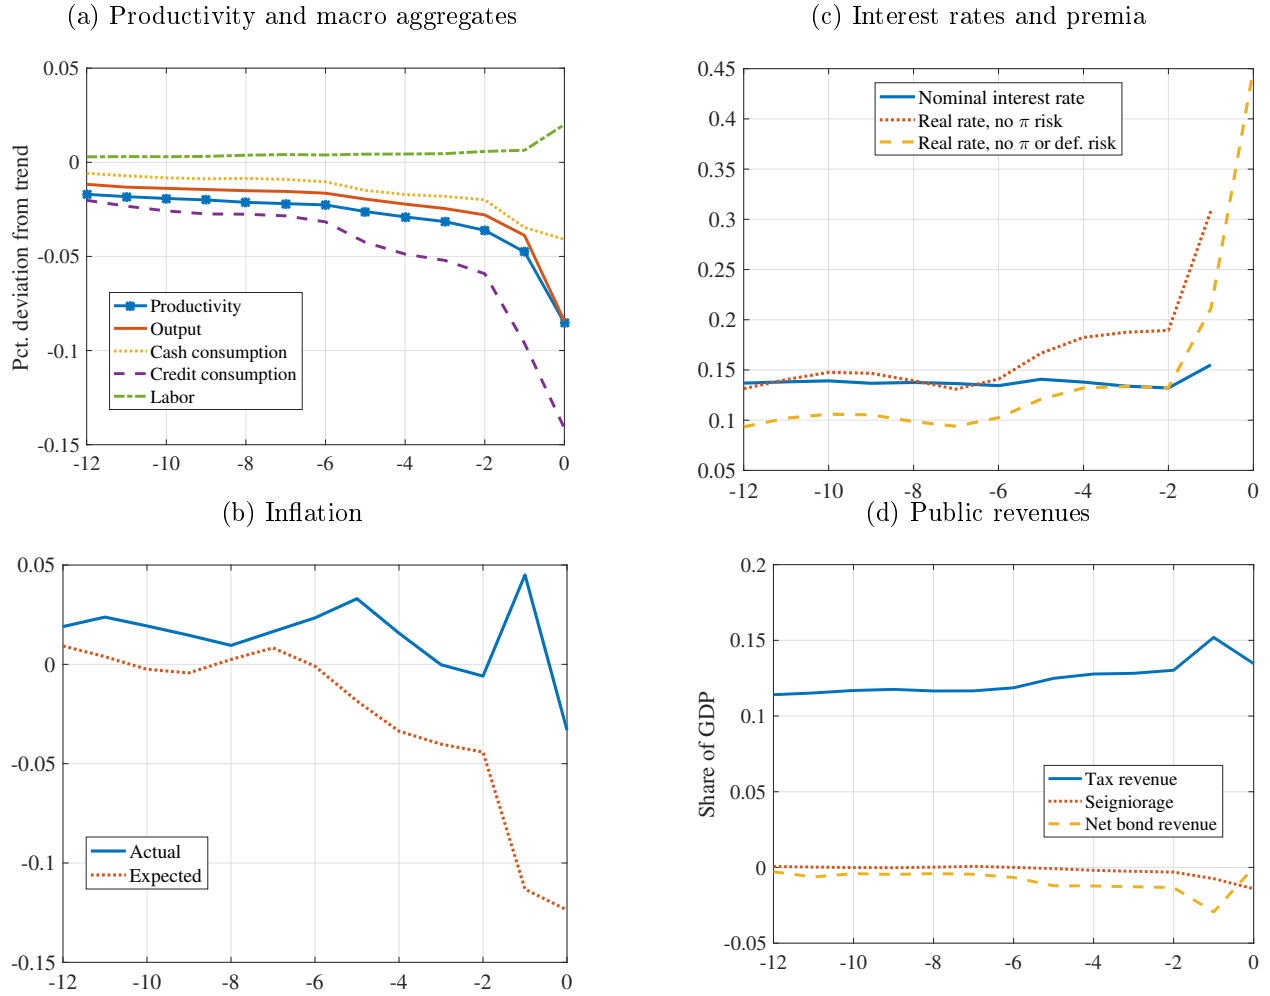 (a) Productivity and macro aggregates
0.05
0
-0.05
-0.1
-0.15
Pct. deviation from trend
Productivity
Output
Cash consumption
Credit consumption
Labor
-12 -10 -8 -6 -4 -2 0
(c) Interest rates and premia
0.45
0.4
0.35
0.3
0.25
0.2
0.15
0.1
0.05
Nominal interest rate
Real rate, no π risk
Real rate, no π or def. risk
-12 -10 -8 -6 -4 -2 0
(b) Inflation
0.05
0
-0.05
-0.1
-0.15
Actual
Expected
-12 -10 -8 -6 -4 -2 0
(d) Public revenues
0.2
0.15
0.1
0.05
0
-0.05
Share of GDP
Tax revenue
Seigniorage
Net bond revenue
-12 -10 -8 -6 -4 -2 0